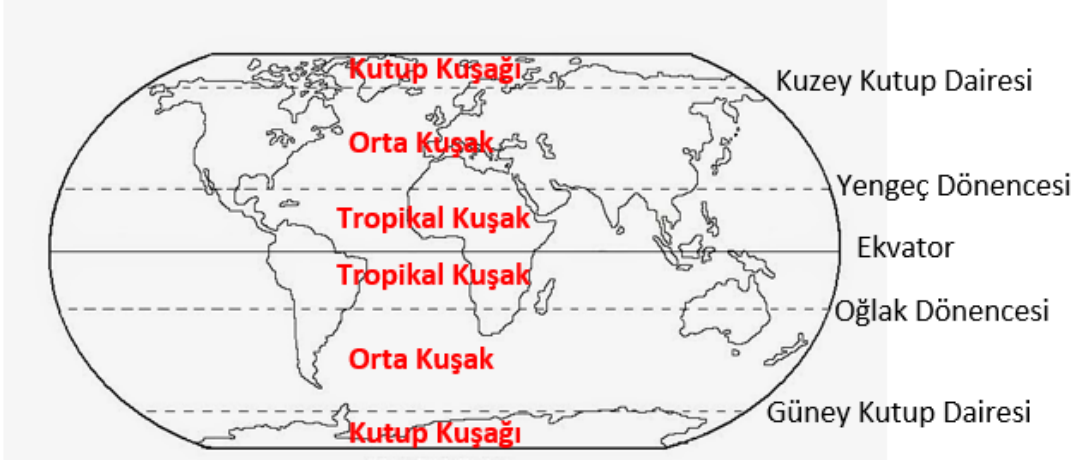 Kutup Kuşağı
Kuzey Kutup Dairesi
Orta Kuşak
Yengeç Dönencesi
Tropikal Kuşak
Ekvator
Tropikal Kuşak
Oğlak Dönencesi
Orta Kuşak
Güney Kutup Dairesi
Kutup Kuşağı